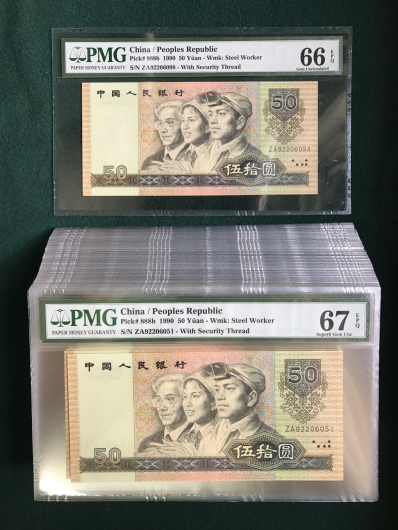 PMG
PAPER MONEY GUARANTY
China / Peoples Republic
Pick# 888b 1990 50 Yüan - Wmk: Steel Worker
S/N ZA92206098 - With Security Thread
66 EPQ
Gem Uncirculated
中国人民银行
50
ZA92206098
50
伍拾圆
PMG
PAPER MONEY GUARANTY
China / Peoples Republic
Pick# 888b 1990 50 Yüan - Wmk: Steel Worker
S/N ZA92206051 - With Security Thread
67 EPQ
Superb Gem Unc
中国人民银行
50
ZA92206051
50
伍拾圆